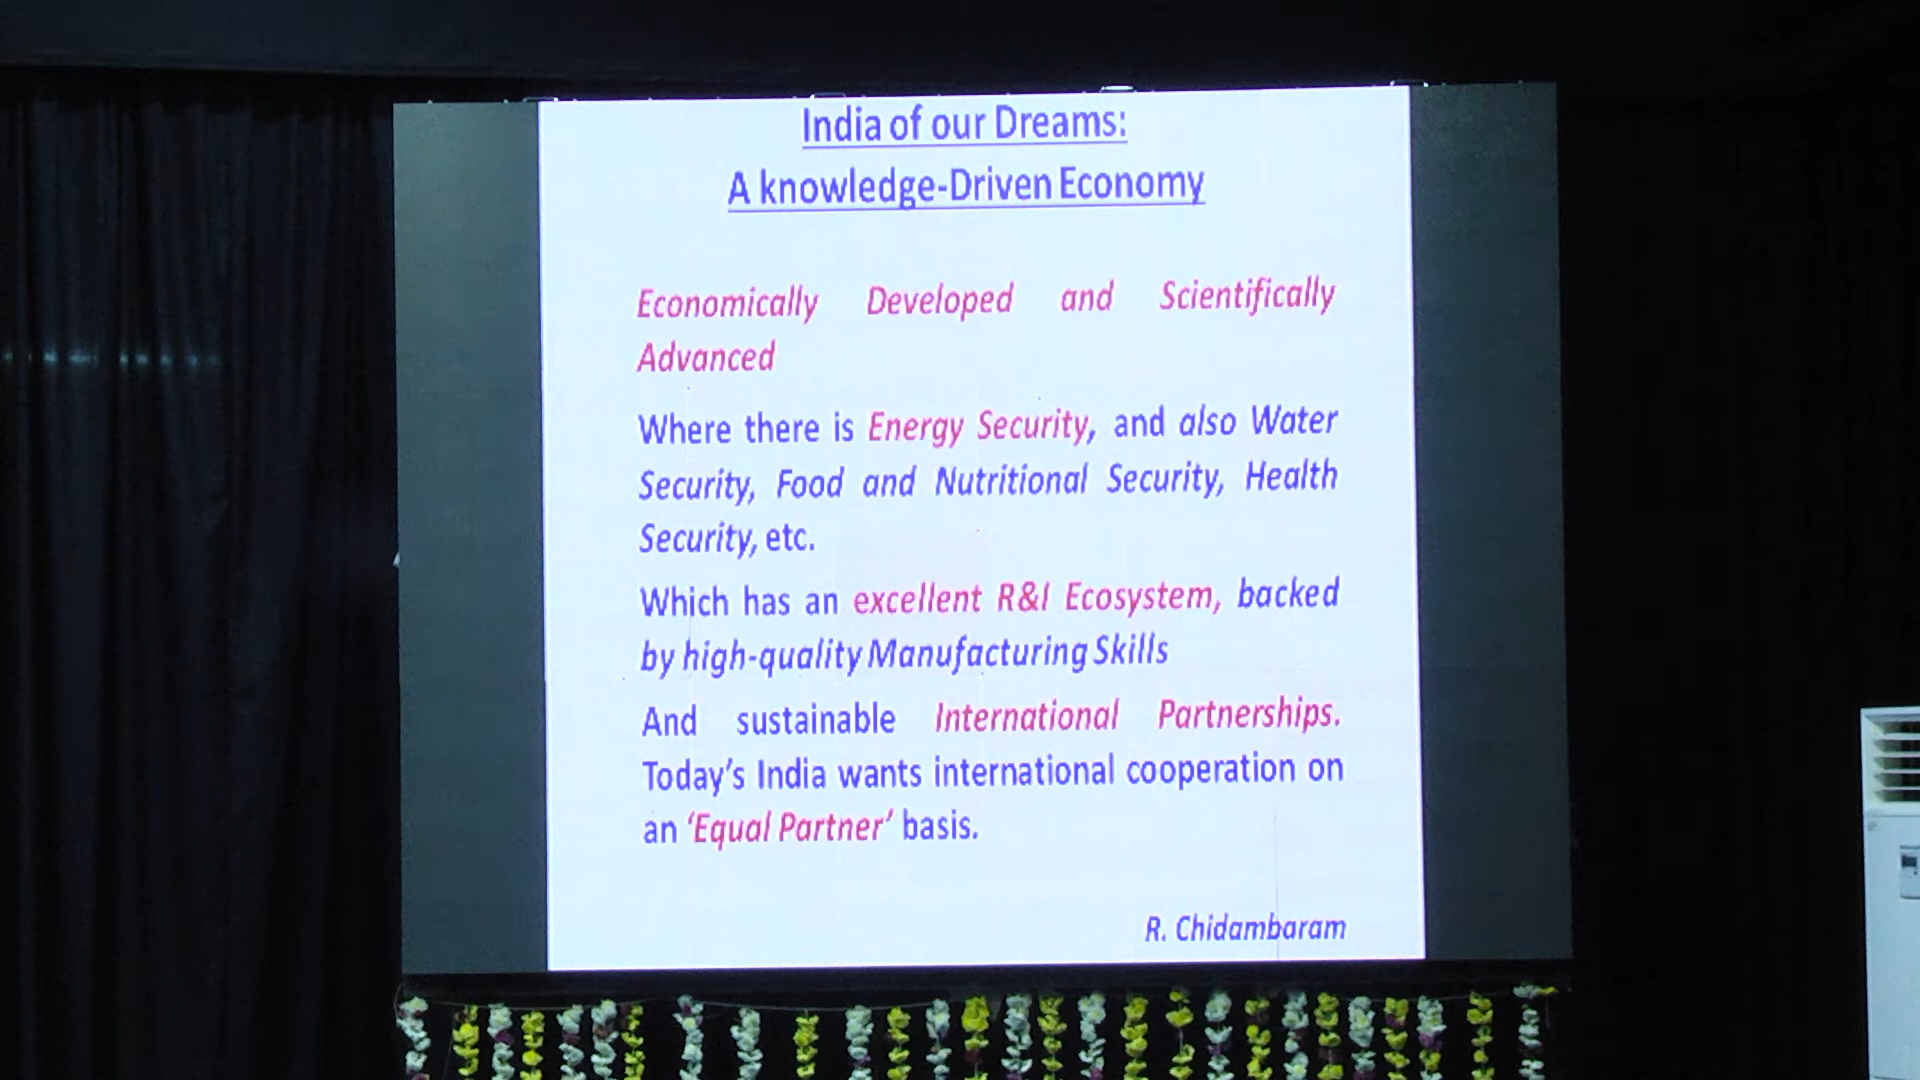 India of our Dreams:
A knowledge-Driven Economy
Economically Developed and Scientifically
Advanced
Where there is Energy Security, and also Water
Security, Food and Nutritional Security, Health
Security, etc.
Which has an excellent R&I Ecosystem, backed
by high-quality Manufacturing Skills
And sustainable International Partnerships.
Today’s India wants international cooperation on
an ‘Equal Partner’ basis.
R. Chidambaram